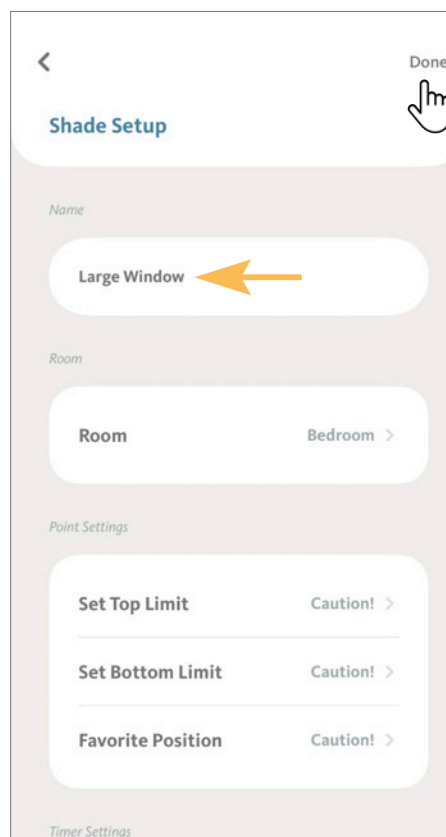 Done
Shade Setup
Name
Large Window
Room
Room Bedroom
Point Settings
Set Top Limit Caution!
Set Bottom Limit Caution!
Favorite Position Caution!
Timer Settings